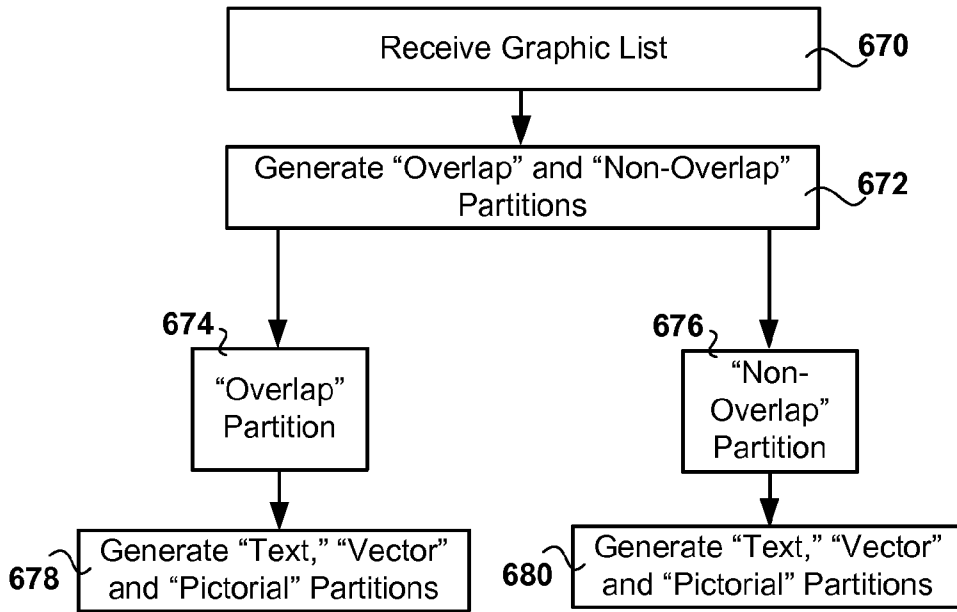 Receive Graphic List
670
Generate “Overlap” and “Non-Overlap”
Partitions
672
674
“Overlap”
Partition
676
“Non-
Overlap”
Partition
678
Generate “Text,” “Vector”
and “Pictorial” Partitions
680
Generate “Text,” “Vector”
and “Pictorial” Partitions